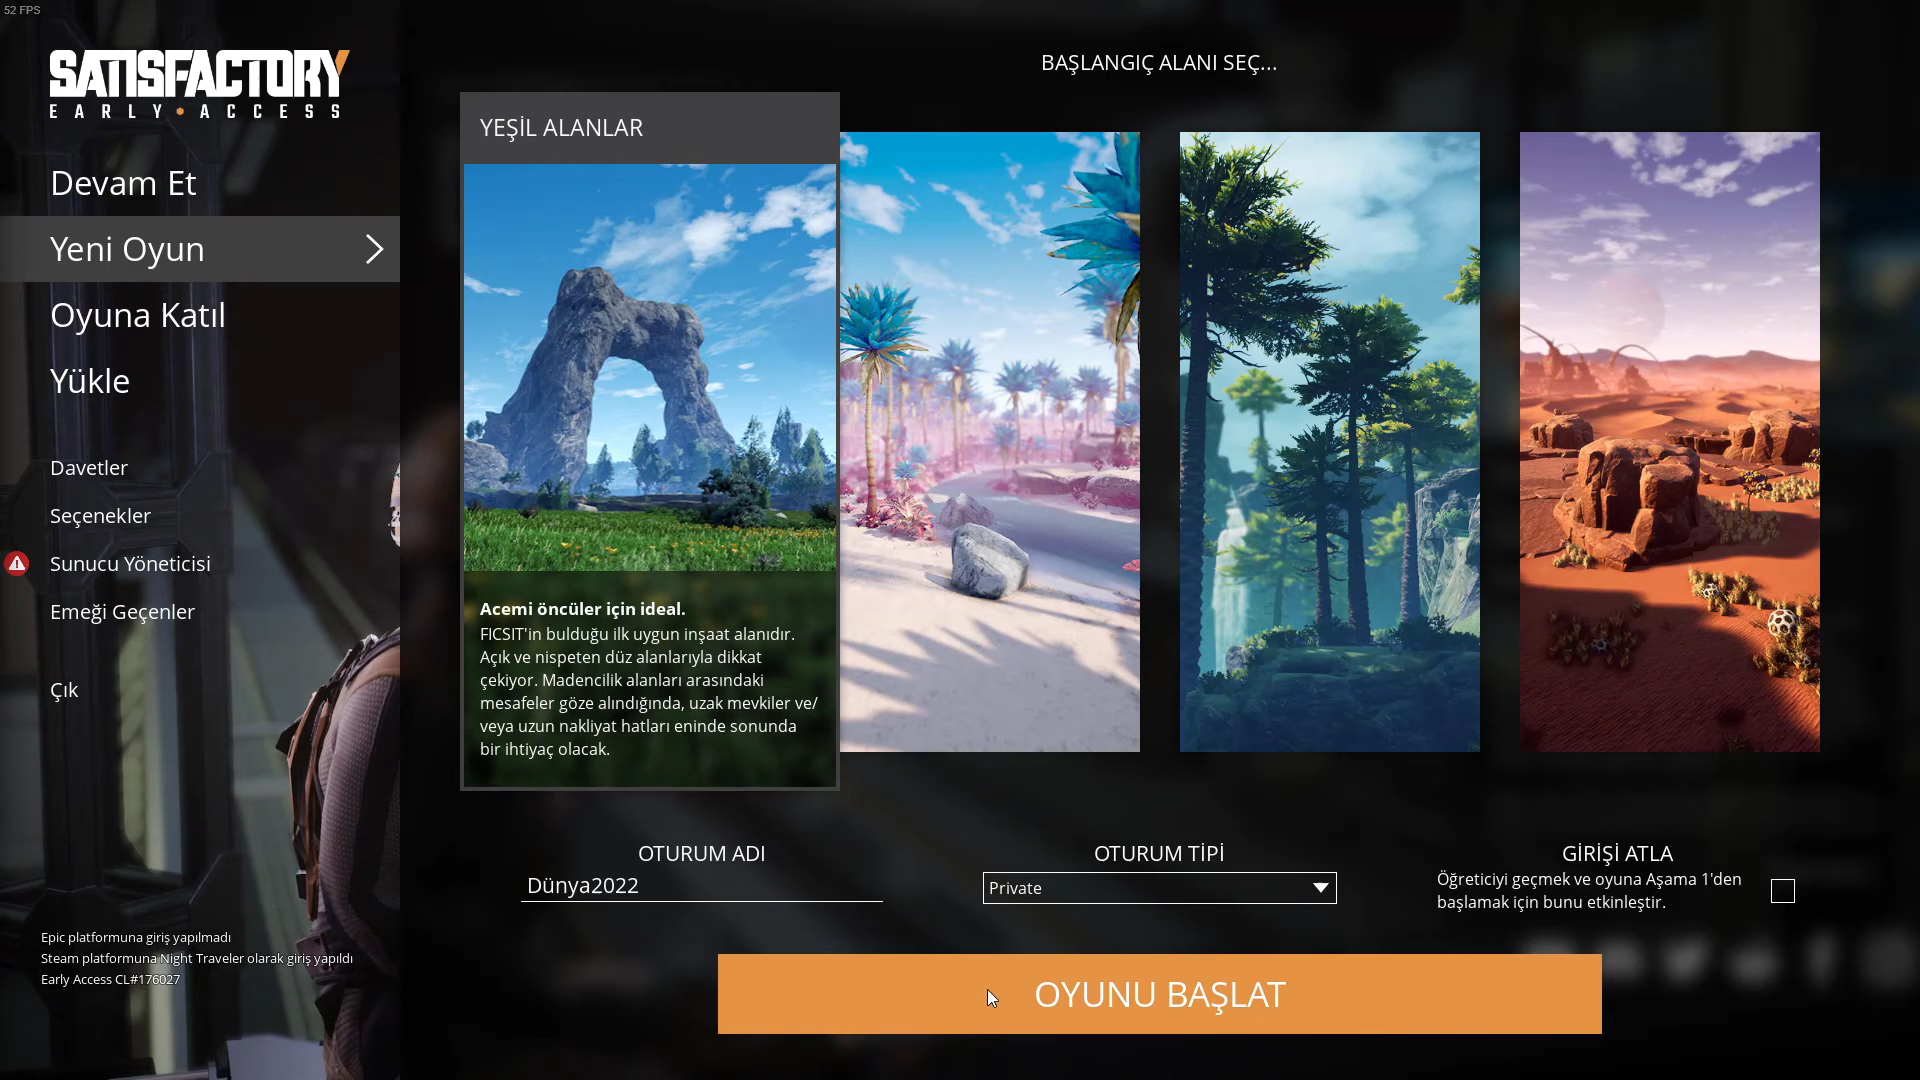 52 FPS
SATISFACTORY
EARLY ACCESS
Devam Et
Yeni Oyun
Oyuna Katıl
Yükle
Davetler
Seçenekler
Sunucu Yöneticisi
Emeği Geçenler
Çık
Epic platformuna giriş yapılmadı
Steam platformuna Night Traveler olarak giriş yapıldı
Early Access CL#176027
BAŞLANGIÇ ALANI SEÇ...
YEŞİL ALANLAR
Acemi öncüler için ideal.
FICSIT'in bulduğu ilk uygun inşaat alanıdır.
Açık ve nispeten düz alanlarıyla dikkat
çekiyor. Madencilik alanları arasındaki
mesafeler göze alındığında, uzak mevkiler ve/
veya uzun nakliyat hatları eninde sonunda
bir ihtiyaç olacak.
OTURUM ADI
Dünya2022
OTURUM TİPİ
Private
GİRİŞİ ATLA
Öğreticiyi geçmek ve oyuna Aşama 1'den
başlamak için bunu etkinleştir.
OYUNU BAŞLAT